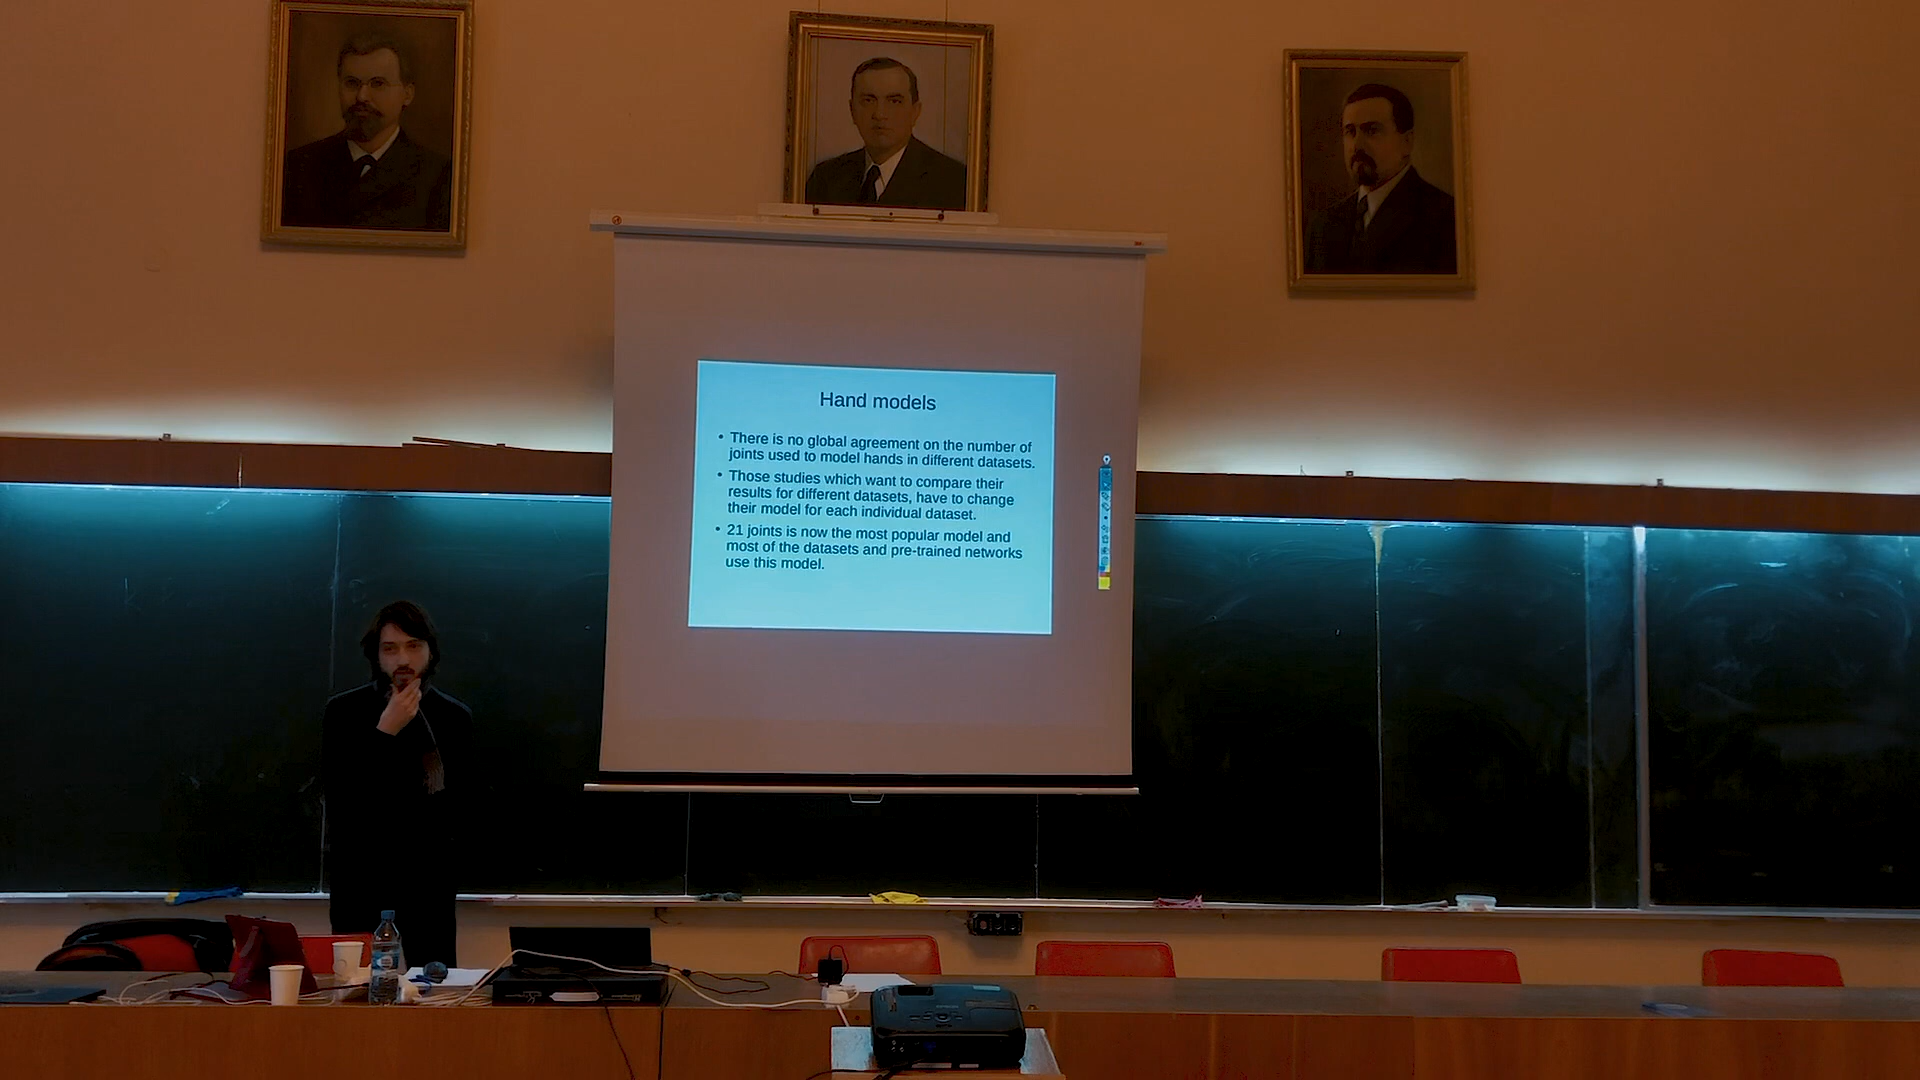 Hand models
• There is no global agreement on the number of
joints used to model hands in different datasets.
• Those studies which want to compare their
results for different datasets, have to change
their model for each individual dataset.
• 21 joints is now the most popular model and
most of the datasets and pre-trained networks
use this model.